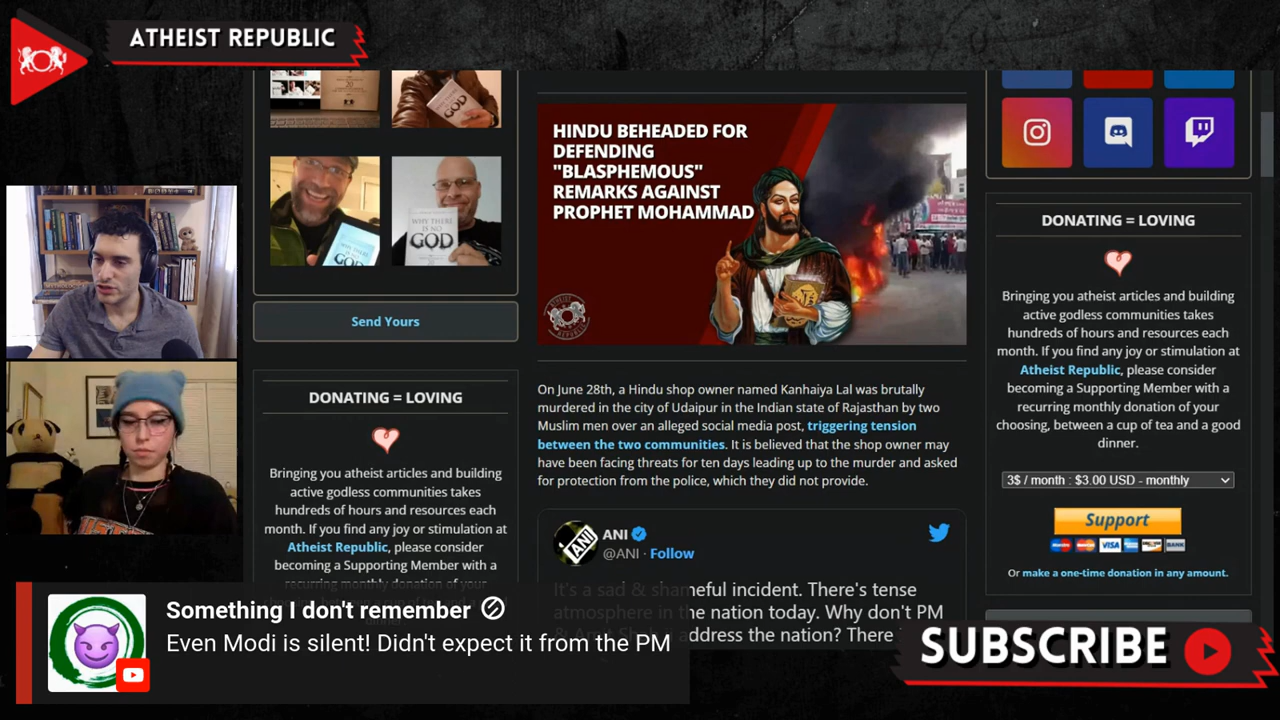 ATHEIST REPUBLIC
GOD
WHY THERE
IS NO
GOD
Send Yours
DONATING = LOVING
Bringing you atheist articles and building
active godless communities takes
hundreds of hours and resources each
month. If you find any joy or stimulation at
Atheist Republic, please consider
becoming a Supporting Member with a
recurring monthly donation of your
HINDU BEHEADED FOR
DEFENDING
"BLASPHEMOUS"
REMARKS AGAINST
PROPHET MOHAMMAD
On June 28th, a Hindu shop owner named Kanhaiya Lal was brutally
murdered in the city of Udaipur in the Indian state of Rajasthan by two
Muslim men over an alleged social media post, triggering tension
between the two communities. It is believed that the shop owner may
have been facing threats for ten days leading up to the murder and asked
for protection from the police, which they did not provide.
ANI
@ANI · Follow
It's a sad & shameful incident. There's tense
atmosphere in the nation today. Why don't PM
address the nation? There
DONATING = LOVING
Bringing you atheist articles and building
active godless communities takes
hundreds of hours and resources each
month. If you find any joy or stimulation at
Atheist Republic, please consider
becoming a Supporting Member with a
recurring monthly donation of your
choosing, between a cup of tea and a good
dinner.
3$ / month : $3.00 USD - monthly
Support
VISA
BANK
Or make a one-time donation in any amount.
Something I don't remember
Even Modi is silent! Didn't expect it from the PM
SUBSCRIBE